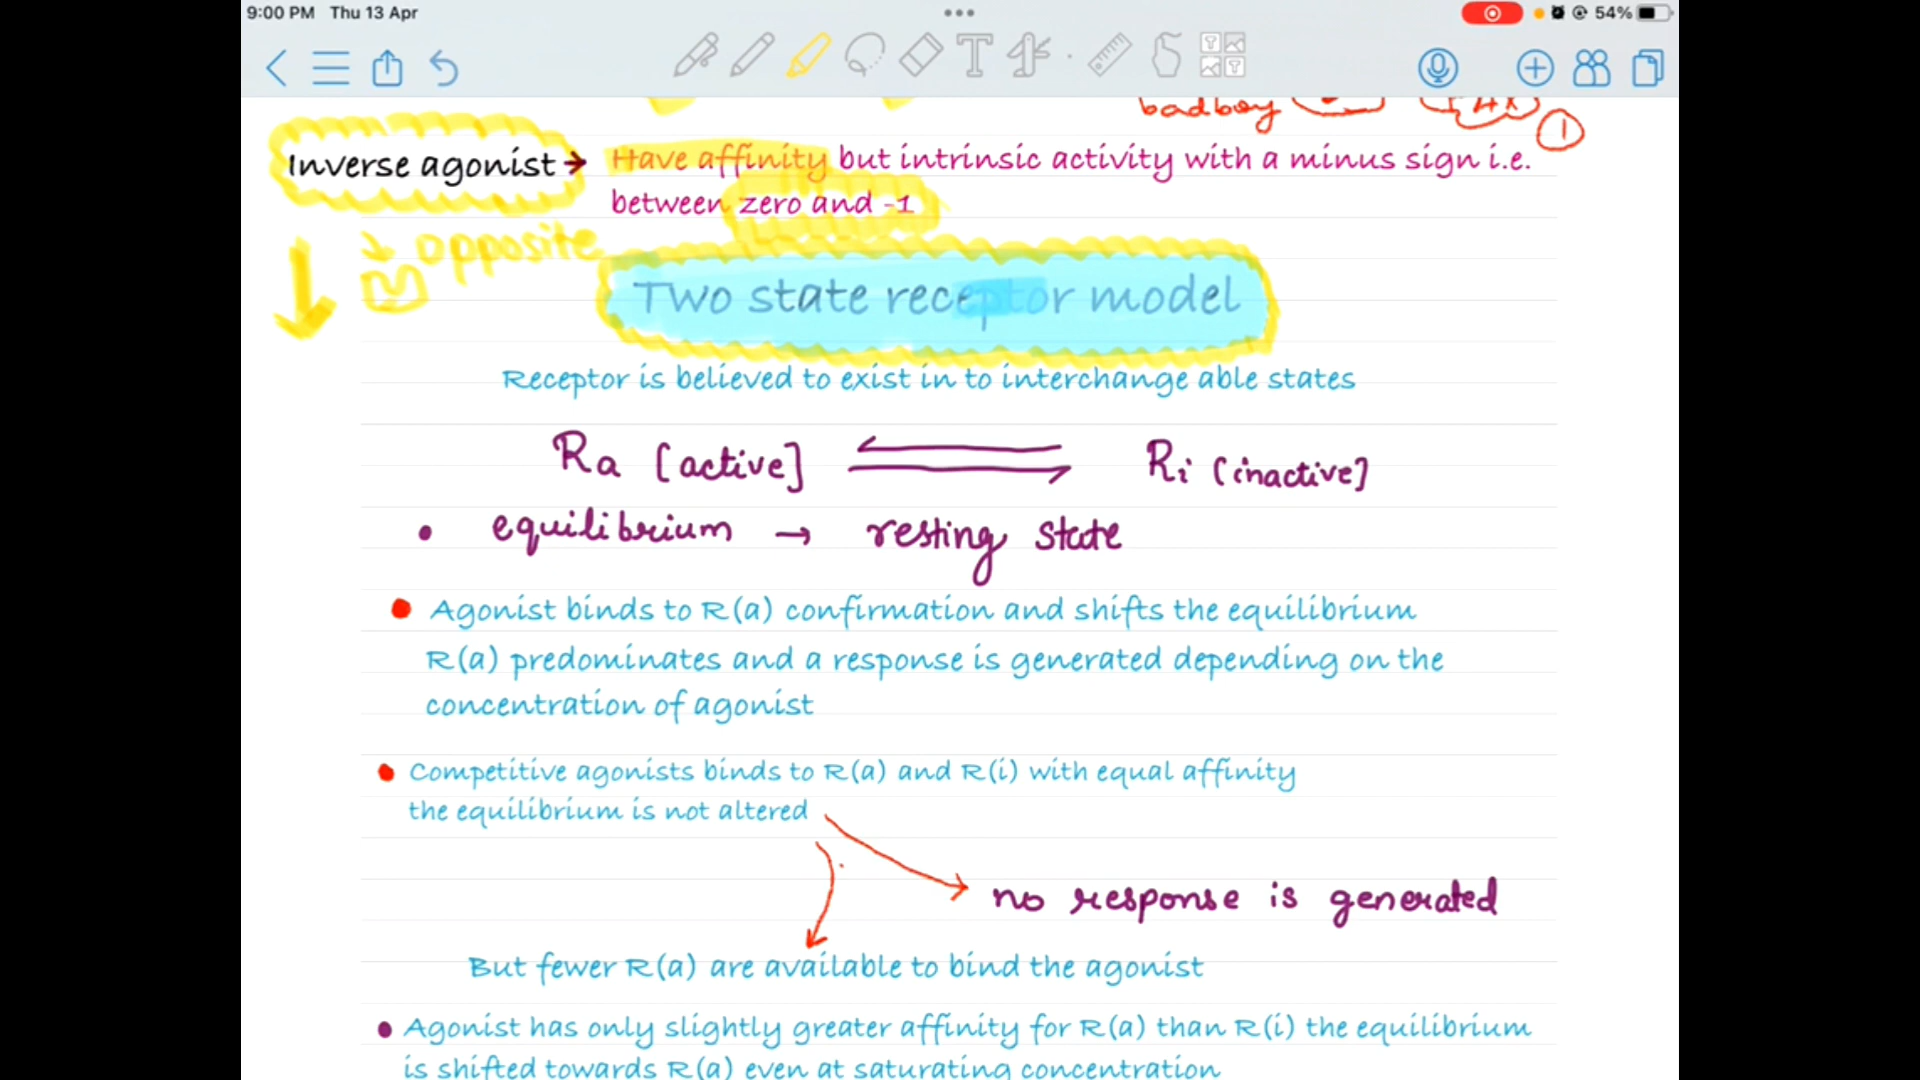 9:00 PM Thu 13 Apr
54%
badboy
1
Inverse agonist → Have affinity but intrinsic activity with a minus sign i.e.
between zero and -1
↓ opposite
Two state receptor model
Receptor is believed to exist in to interchange able states
Ra [active] ⇌ Ri [inactive]
• equilibrium → resting state
• Agonist binds to R(a) confirmation and shifts the equilibrium
R(a) predominates and a response is generated depending on the
concentration of agonist
• Competitive agonists binds to R(a) and R(i) with equal affinity
the equilibrium is not altered
no response is generated
But fewer R(a) are available to bind the agonist
• Agonist has only slightly greater affinity for R(a) than R(i) the equilibrium
is shifted towards R(a) even at saturating concentration